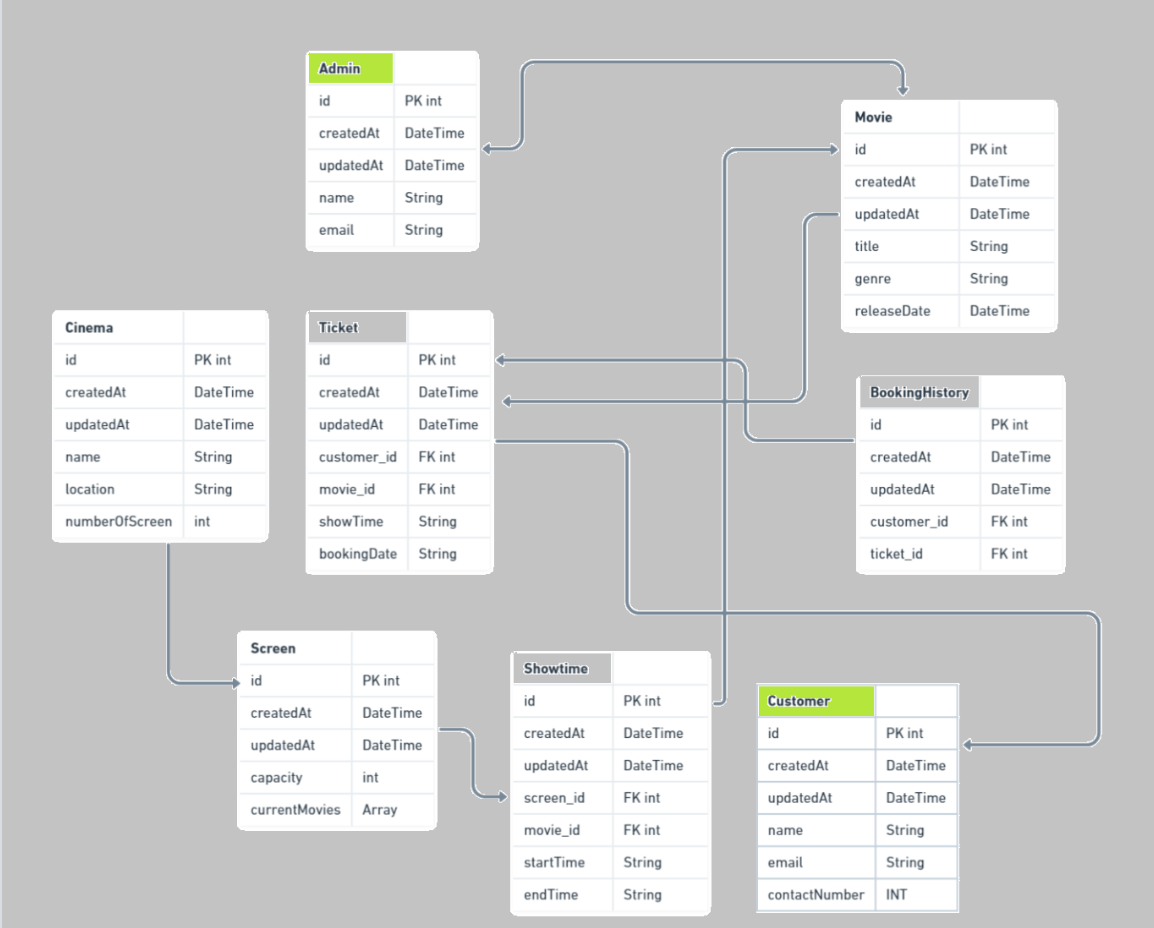 Admin
id PK int
createdAt DateTime
updatedAt DateTime
name String
email String
Movie
id PK int
createdAt DateTime
updatedAt DateTime
title String
genre String
releaseDate DateTime
Cinema
id PK int
createdAt DateTime
updatedAt DateTime
name String
location String
numberOfScreen int
Ticket
id PK int
createdAt DateTime
updatedAt DateTime
customer_id FK int
movie_id FK int
showTime String
bookingDate String
BookingHistory
id PK int
createdAt DateTime
updatedAt DateTime
customer_id FK int
ticket_id FK int
Screen
id PK int
createdAt DateTime
updatedAt DateTime
capacity int
currentMovies Array
Showtime
id PK int
createdAt DateTime
updatedAt DateTime
screen_id FK int
movie_id FK int
startTime String
endTime String
Customer
id PK int
createdAt DateTime
updatedAt DateTime
name String
email String
contactNumber INT